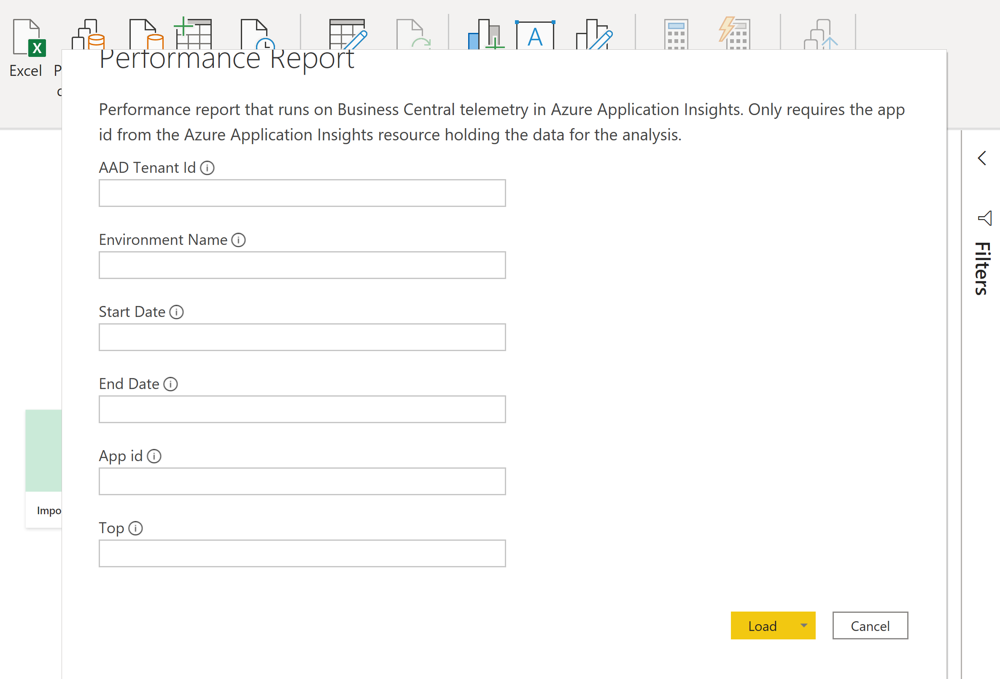 Excel
Performance Report
Performance report that runs on Business Central telemetry in Azure Application Insights. Only requires the app
id from the Azure Application Insights resource holding the data for the analysis.
AAD Tenant Id
Environment Name
Start Date
End Date
App id
Top
Load
Cancel
Filters
A
X